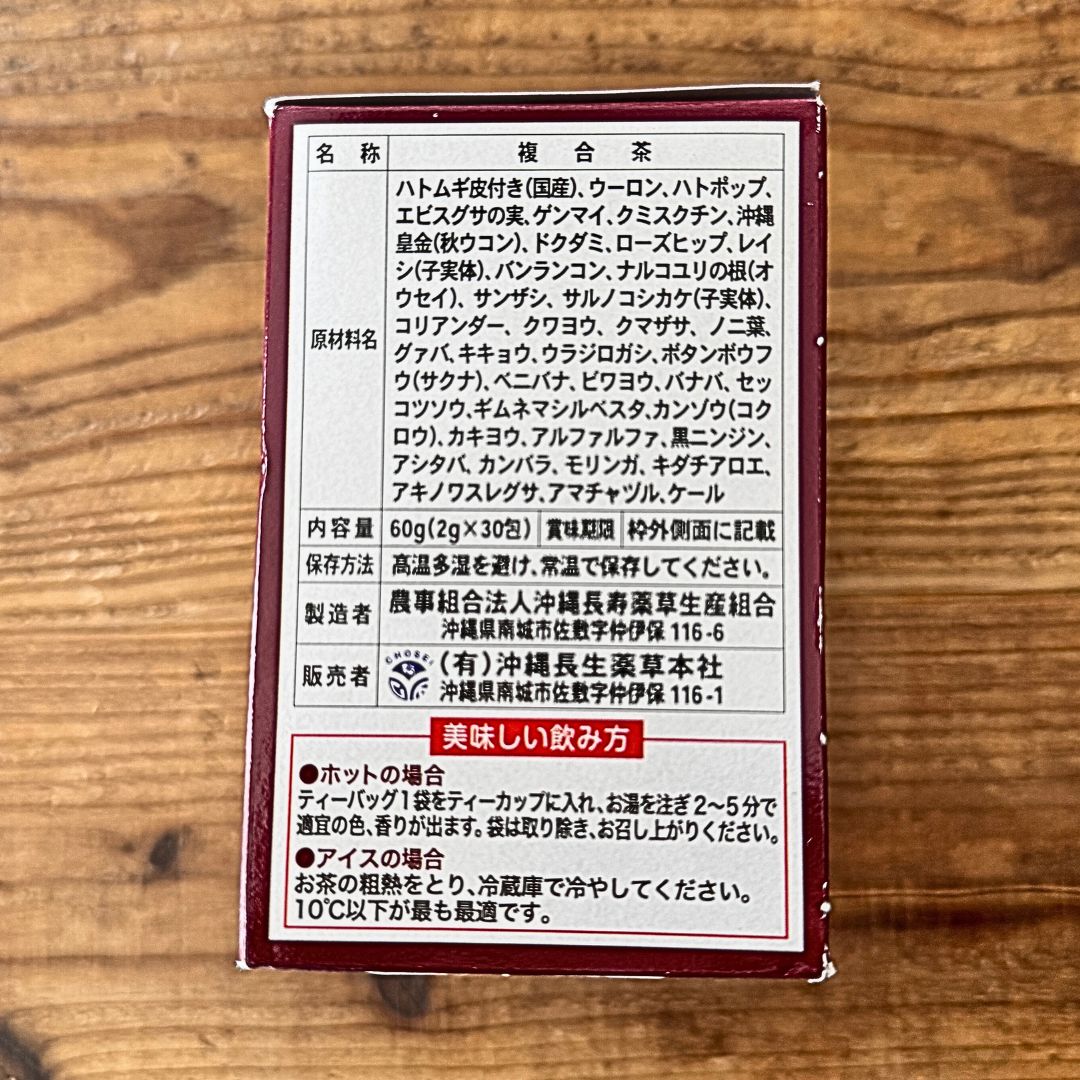 名 称 複 合 茶
原材料名
ハトムギ皮付き(国産)、ウーロン、ハトポップ、
エビスグサの実、ゲンマイ、クミスクチン、沖縄
皇金(秋ウコン)、ドクダミ、ローズヒップ、レイ
シ(子実体)、バンランコン、ナルコユリの根(オ
ウセイ)、サンザシ、サルノコシカケ(子実体)、
コリアンダー、クワヨウ、クマザサ、ノニ葉、
グァバ、キキョウ、ウラジロガシ、ボタンボウフ
ウ(サクナ)、ベニバナ、ビワヨウ、バナバ、セッ
コツソウ、ギムネマシルベスタ、カンゾウ(コク
ロウ)、カキヨウ、アルファルファ、黒ニンジン、
アシタバ、カンバラ、モリンガ、キダチアロエ、
アキノワスレグサ、アマチャヅル、ケール
内容量 60g(2g×30包) 賞味期限 枠外側面に記載
保存方法 高温多湿を避け、常温で保存してください。
製造者 農事組合法人沖縄長寿薬草生産組合
沖縄県南城市佐敷字仲伊保 116-6
販売者 CHOSEI (有)沖縄長生薬草本社
沖縄県南城市佐敷字仲伊保 116-1
美味しい飲み方
●ホットの場合
ティーバッグ1袋をティーカップに入れ、お湯を注ぎ2〜5分で
適宜の色、香りが出ます。袋は取り除き、お召し上がりください。
●アイスの場合
お茶の粗熱をとり、冷蔵庫で冷やしてください。
10℃以下が最も最適です。